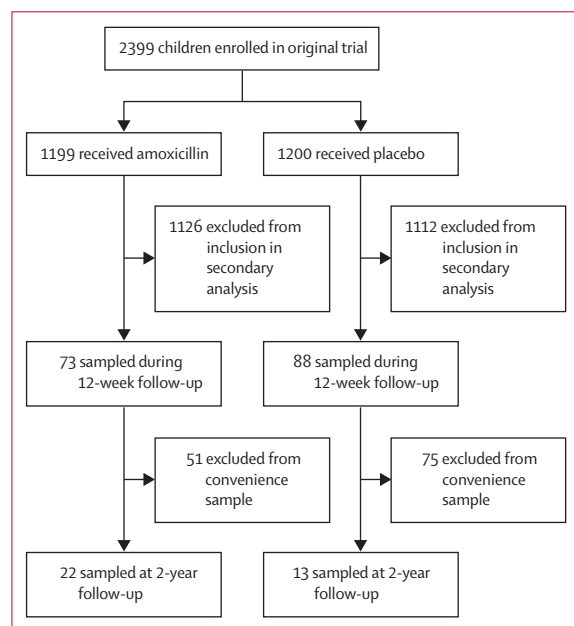 2399 children enrolled in original trial
1199 received amoxicillin
1200 received placebo
1126 excluded from
inclusion in
secondary
analysis
1112 excluded from
inclusion in
secondary
analysis
73 sampled during
12-week follow-up
88 sampled during
12-week follow-up
51 excluded from
convenience
sample
75 excluded from
convenience
sample
22 sampled at 2-year
follow-up
13 sampled at 2-year
follow-up